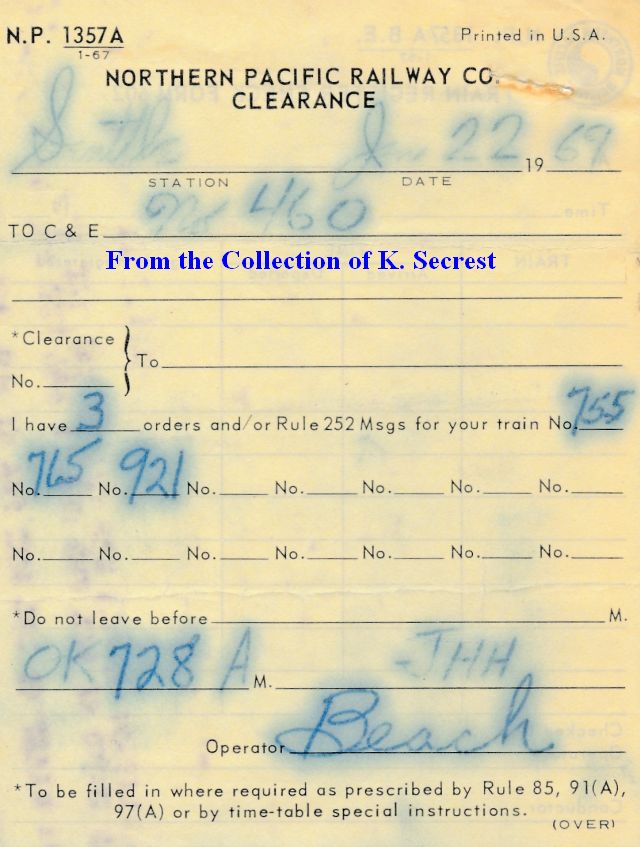 N.P. 1357A Printed in U.S.A.
1-67
NORTHERN PACIFIC RAILWAY CO.
CLEARANCE
Seattle Jan 22 19 69
STATION DATE
TO C & E No 460
From the Collection of K. Secrest
*Clearance
To
No.
I have 3 orders and/or Rule 252 Msgs for your train No. 755
No. 765 No. 921 No. No. No. No. No.
No. No. No. No. No. No. No.
*Do not leave before M.
OK 728 A M. JHH
Operator Beach
*To be filled in where required as prescribed by Rule 85, 91(A),
97(A) or by time-table special instructions.
(OVER)